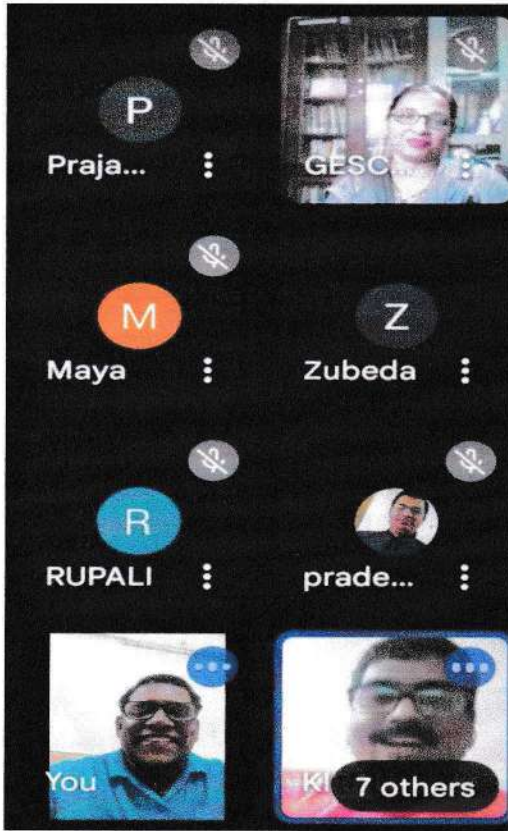 P
Praja...
GESC...
M
Maya
Z
Zubeda
R
RUPALI
prade...
You
7 others